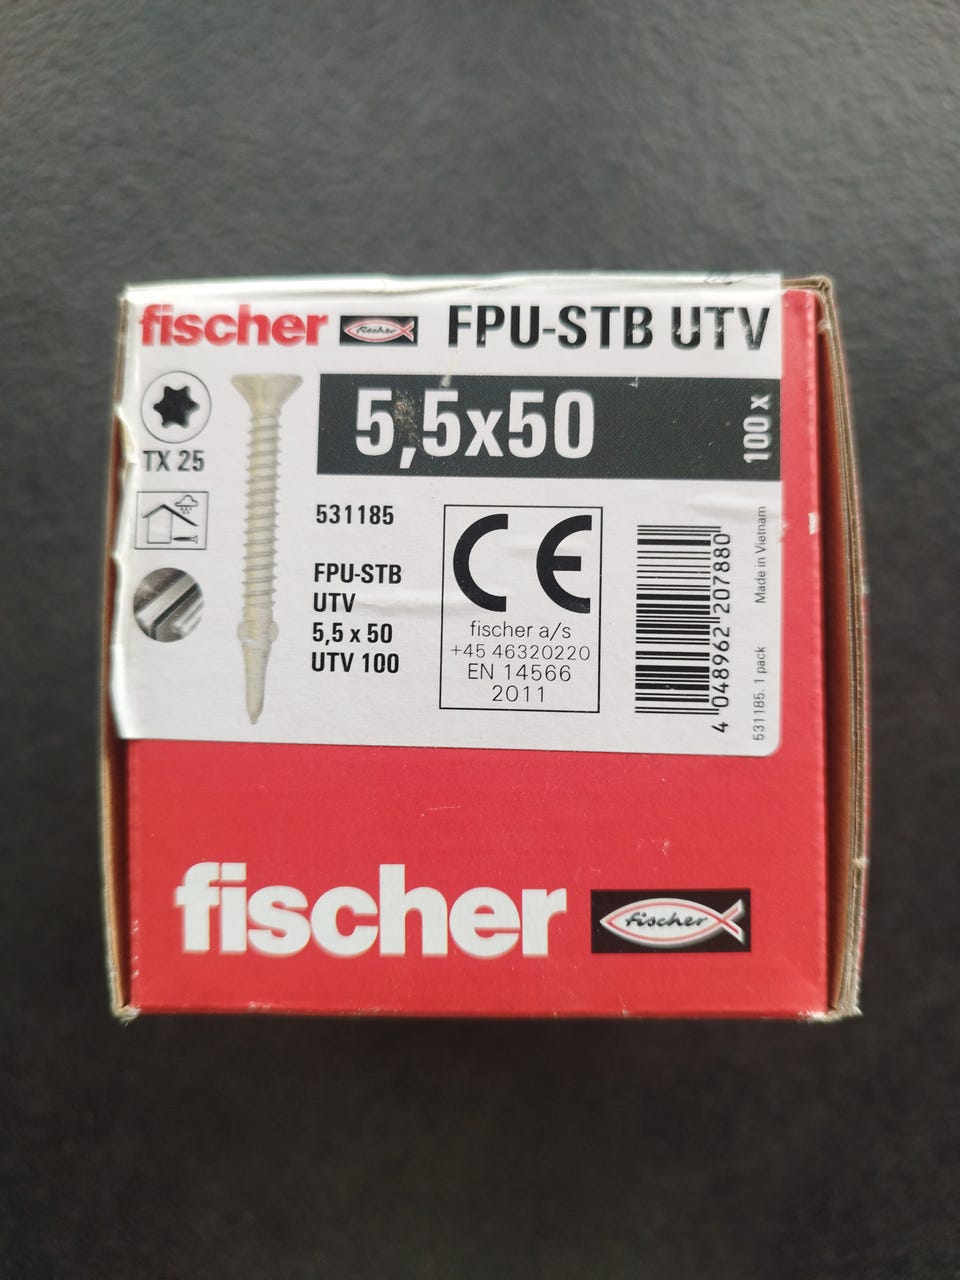 fischer fischer FPU-STB UTV
TX 25
5,5x50
100 x
531185
FPU-STB
UTV
5,5 x 50
UTV 100
CE
fischer a/s
+45 46320220
EN 14566
2011
4 048962 207880
531185. 1 pack Made in Vietnam
fischer fischer